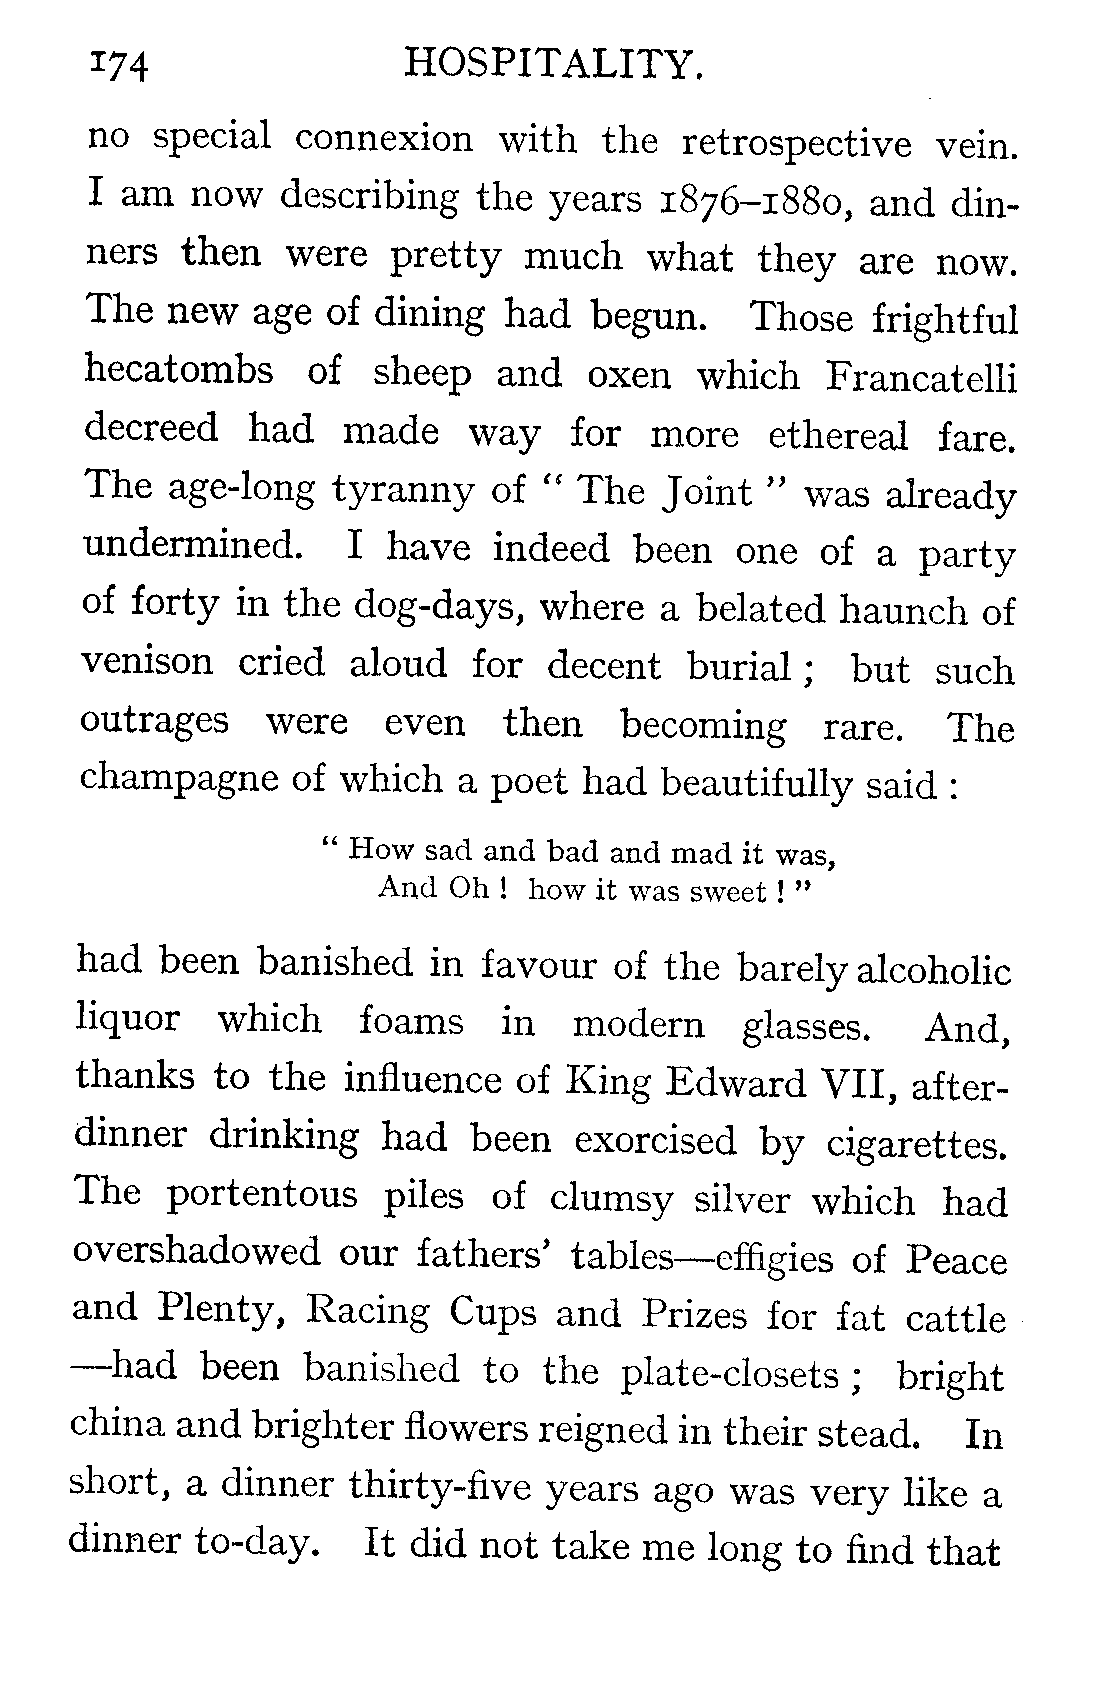 174 HOSPITALITY.
no special connexion with the retrospective vein.
I am now describing the years 1876–1880, and din-
ners then were pretty much what they are now.
The new age of dining had begun. Those frightful
hecatombs of sheep and oxen which Francatelli
decreed had made way for more ethereal fare.
The age-long tyranny of “ The Joint ” was already
undermined. I have indeed been one of a party
of forty in the dog-days, where a belated haunch of
venison cried aloud for decent burial ; but such
outrages were even then becoming rare. The
champagne of which a poet had beautifully said :
“ How sad and bad and mad it was,
And Oh ! how it was sweet ! ”
had been banished in favour of the barely alcoholic
liquor which foams in modern glasses. And,
thanks to the influence of King Edward VII, after-
dinner drinking had been exorcised by cigarettes.
The portentous piles of clumsy silver which had
overshadowed our fathers’ tables—effigies of Peace
and Plenty, Racing Cups and Prizes for fat cattle
—had been banished to the plate-closets ; bright
china and brighter flowers reigned in their stead. In
short, a dinner thirty-five years ago was very like a
dinner to-day. It did not take me long to find that